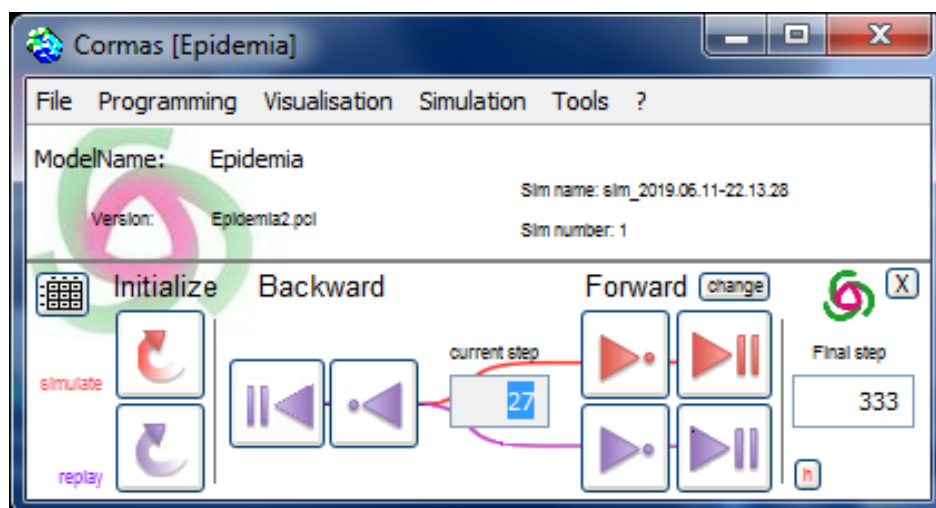 Cormas [Epidemia]
File Programming Visualisation Simulation Tools ?
ModelName: Epidemia
Sim name: sim_2019.06.11-22.13.28
Version: Epidemia2.pcl
Sim number: 1
Initialize Backward Forward change X
current step Final step
simulate
27 333
replay h